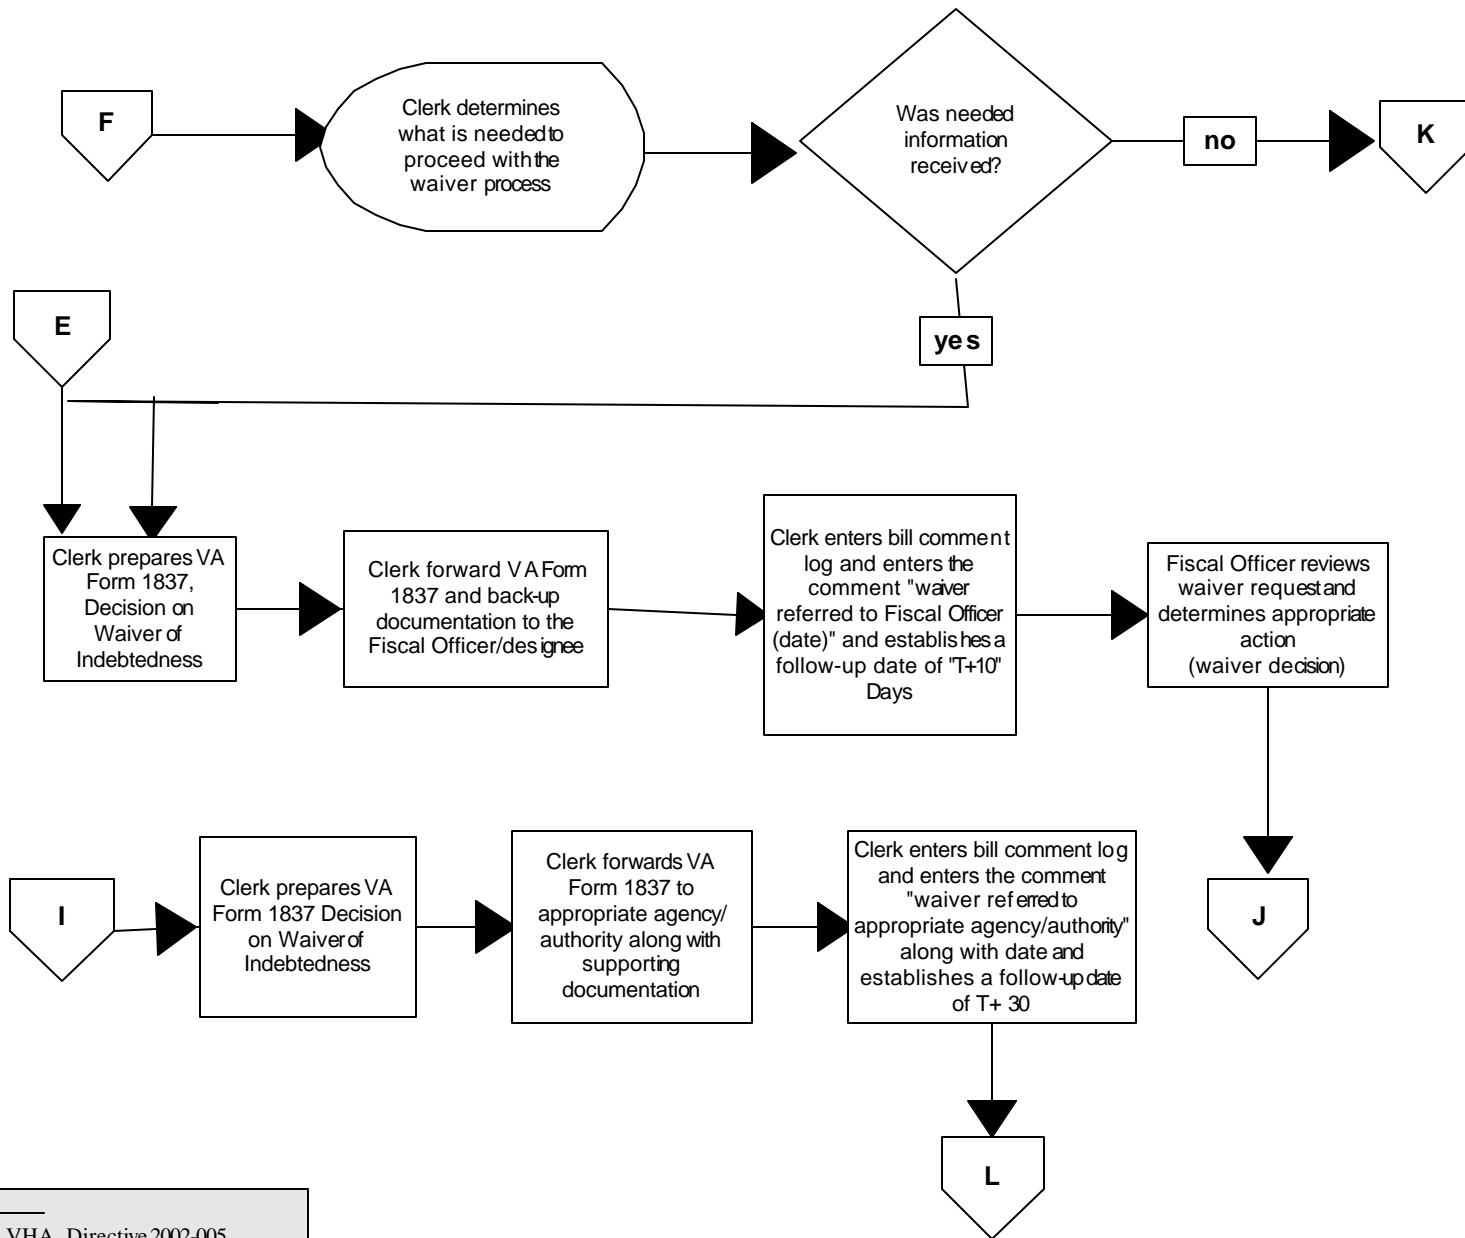 F
Clerk determines
what is needed to
proceed with the
waiver process
Was needed
information
received?
no
K
E
yes
Clerk prepares VA
Form 1837,
Decision on
Waiver of
Indebtedness
Clerk forward VA Form
1837 and back-up
documentation to the
Fiscal Officer/designee
Clerk enters bill comment
log and enters the
comment "waiver
referred to Fiscal Officer
(date)" and establishes a
follow-up date of "T+10"
Days
Fiscal Officer reviews
waiver request and
determines appropriate
action
(waiver decision)
I
Clerk prepares VA
Form 1837 Decision
on Waiver of
Indebtedness
Clerk forwards VA
Form 1837 to
appropriate agency/
authority along with
supporting
documentation
Clerk enters bill comment log
and enters the comment
"waiver referred to
appropriate agency/authority"
along with date and
establishes a follow-up date
of T+ 30
J
L
VHA Directive 2002-005